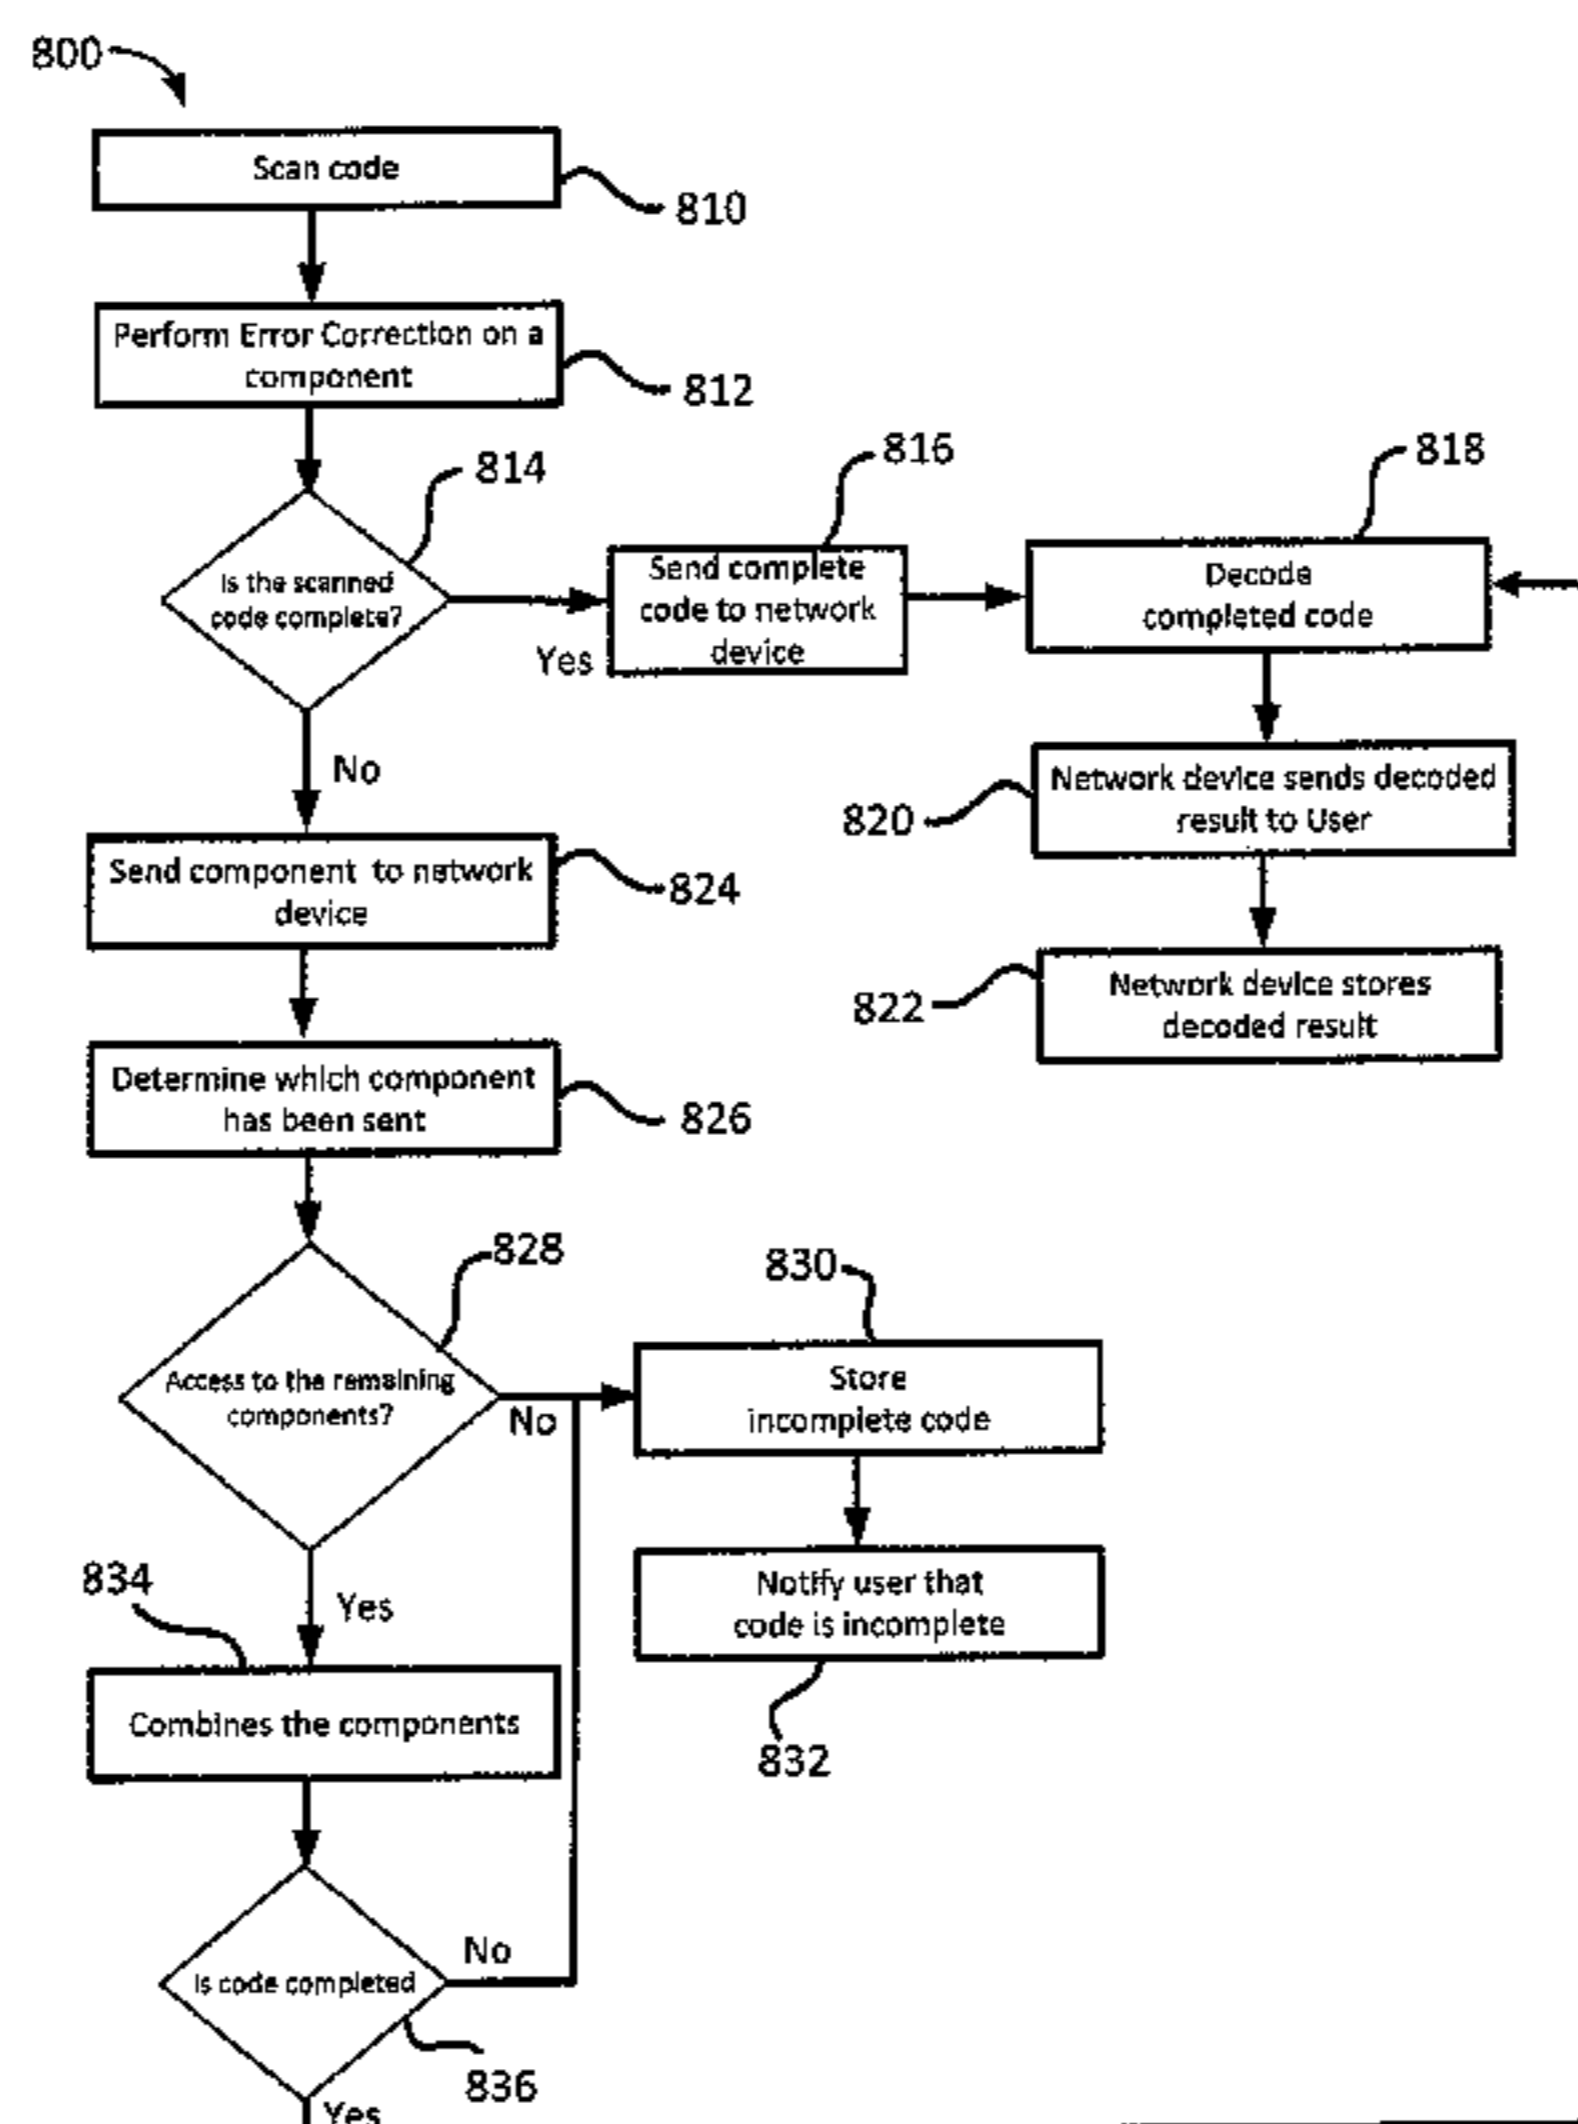 800
Scan code
810
Perform Error Correction on a
component
812
814
Is the scanned
code complete?
Yes
816
Send complete
code to network
device
818
Decode
completed code
820
Network device sends decoded
result to User
822
Network device stores
decoded result
No
Send component to network
device
824
Determine which component
has been sent
826
828
Access to the remaining
components?
No
830
Store
incomplete code
Notify user that
code is incomplete
832
Yes
834
Combines the components
Is code completed
No
836
Yes